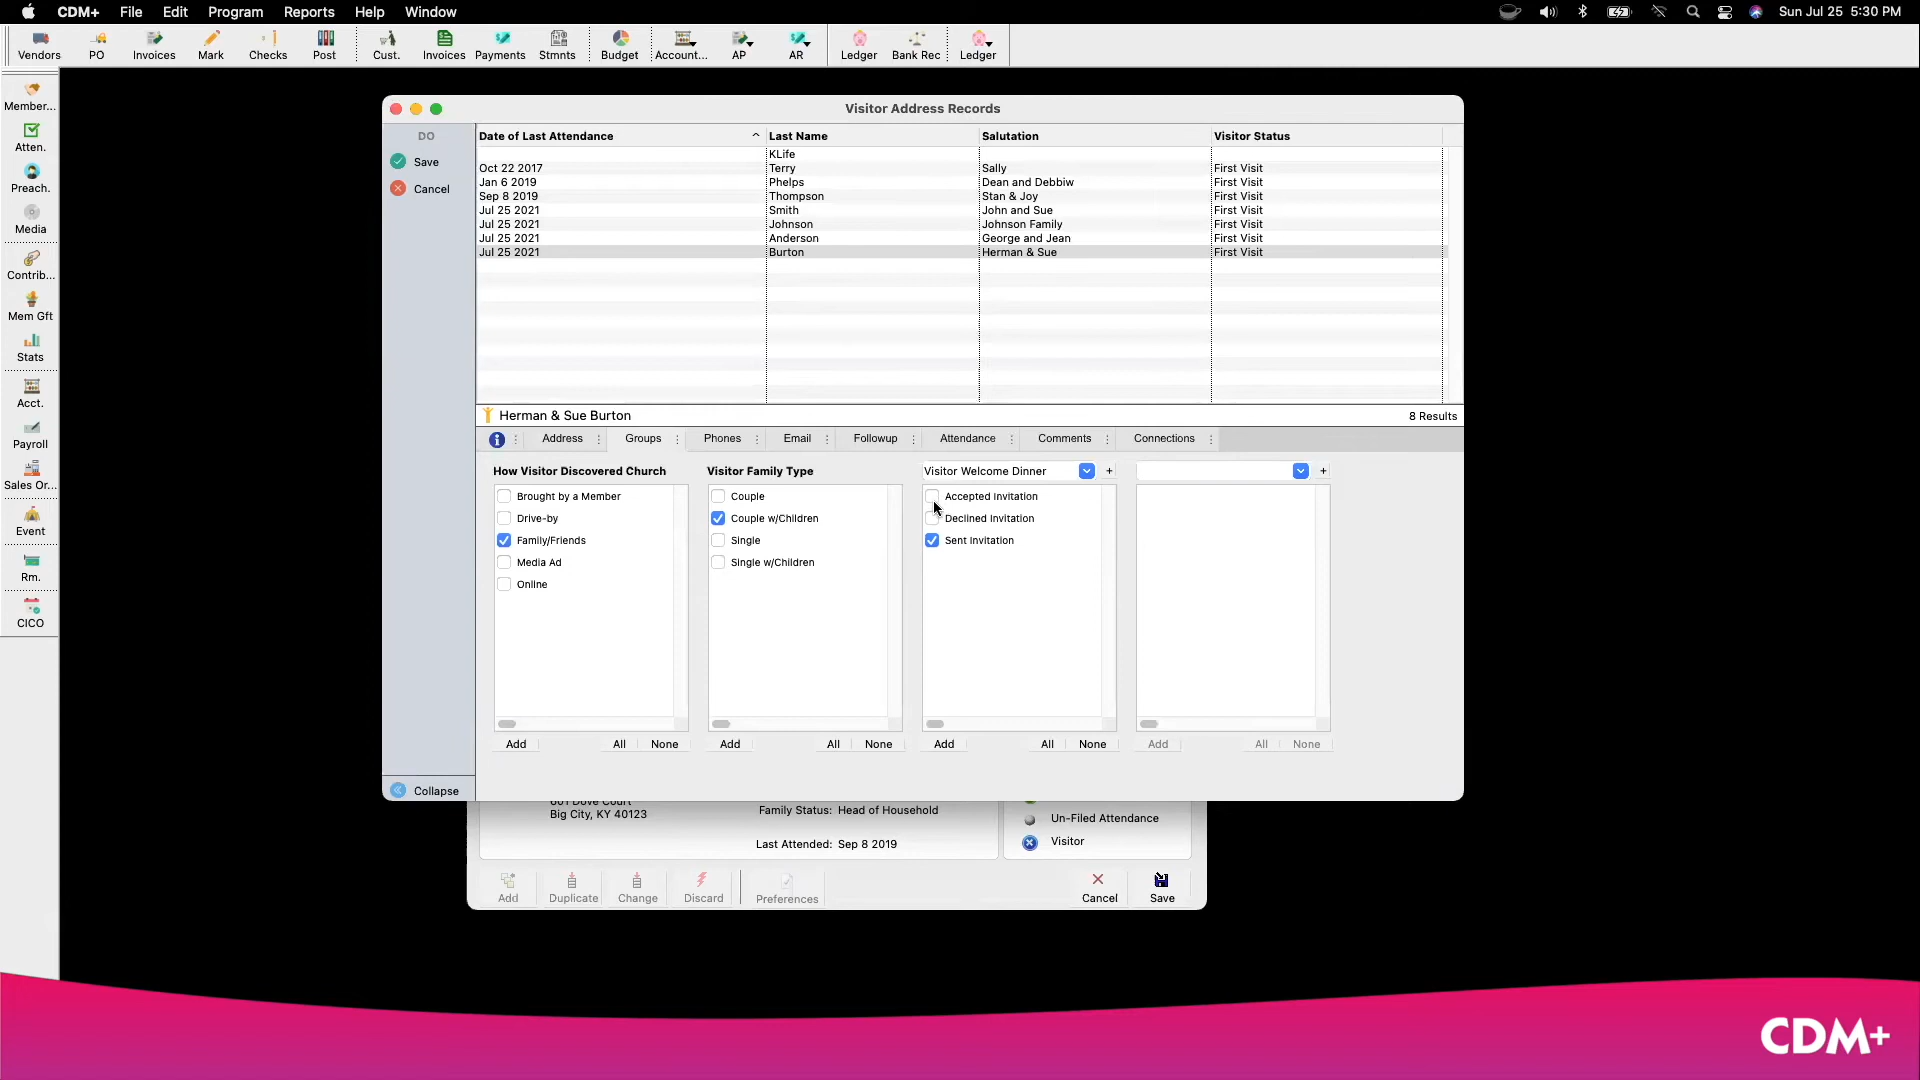 CDM+ File Edit Program Reports Help Window Sun Jul 25 5:30 PM
Vendors PO Invoices Mark Checks Post Cust. Invoices Payments Stmnts Budget Account... AP AR Ledger Bank Rec Ledger
Member...
Atten.
Preach.
Media
Contrib...
Mem Gft
Stats
Acct.
Payroll
Sales Or...
Event
Rm.
CICO
Visitor Address Records
DO
Save
Cancel
Collapse
Date of Last Attendance Last Name Salutation Visitor Status
KLife
Oct 22 2017 Terry Sally First Visit
Jan 6 2019 Phelps Dean and Debbiw First Visit
Sep 8 2019 Thompson Stan & Joy First Visit
Jul 25 2021 Smith John and Sue First Visit
Jul 25 2021 Johnson Johnson Family First Visit
Jul 25 2021 Anderson George and Jean First Visit
Jul 25 2021 Burton Herman & Sue First Visit
Herman & Sue Burton 8 Results
Address Groups Phones Email Followup Attendance Comments Connections
How Visitor Discovered Church
Brought by a Member
Drive-by
Family/Friends
Media Ad
Online
Add All None
Visitor Family Type
Couple
Couple w/Children
Single
Single w/Children
Add All None
Visitor Welcome Dinner +
Accepted Invitation
Declined Invitation
Sent Invitation
Add All None
+
Add All None
601 Dove Court
Big City, KY 40123
Family Status: Head of Household
Last Attended: Sep 8 2019
Un-Filed Attendance
Visitor
Add Duplicate Change Discard Preferences Cancel Save
CDM+